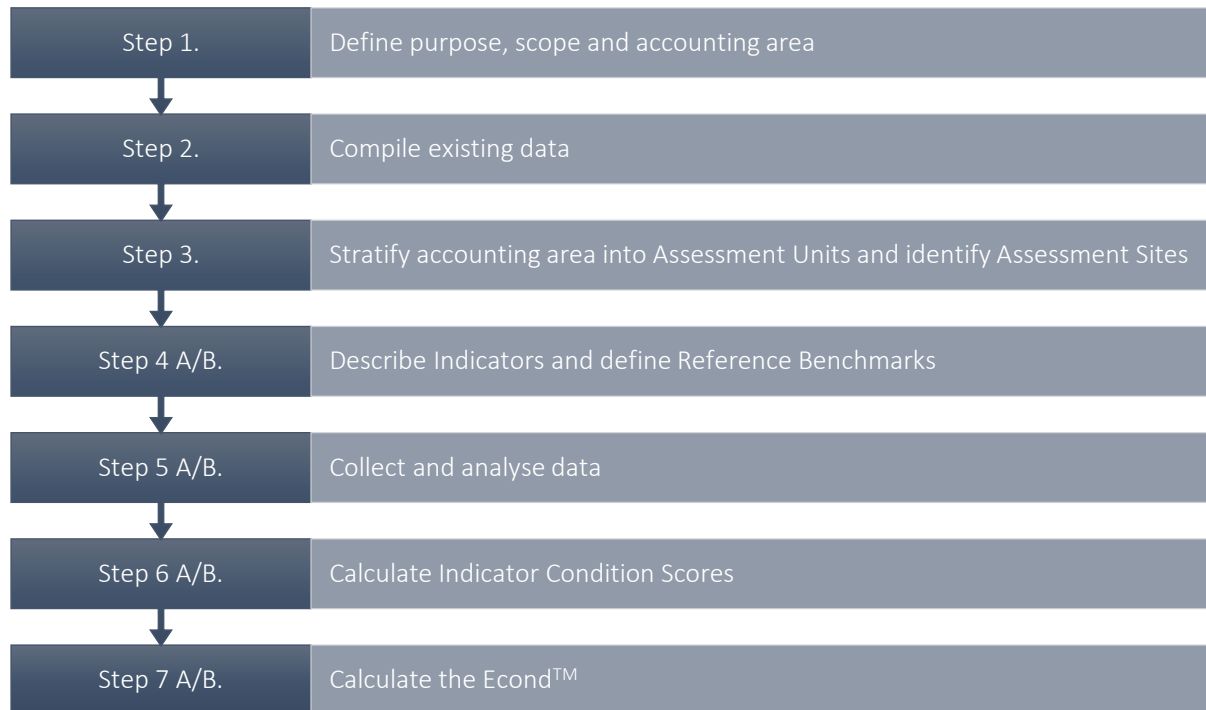 Step 1.
Define purpose, scope and accounting area
Step 2.
Compile existing data
Step 3.
Stratify accounting area into Assessment Units and identify Assessment Sites
Step 4 A/B.
Describe Indicators and define Reference Benchmarks
Step 5 A/B.
Collect and analyse data
Step 6 A/B.
Calculate Indicator Condition Scores
Step 7 A/B.
Calculate the Econd™